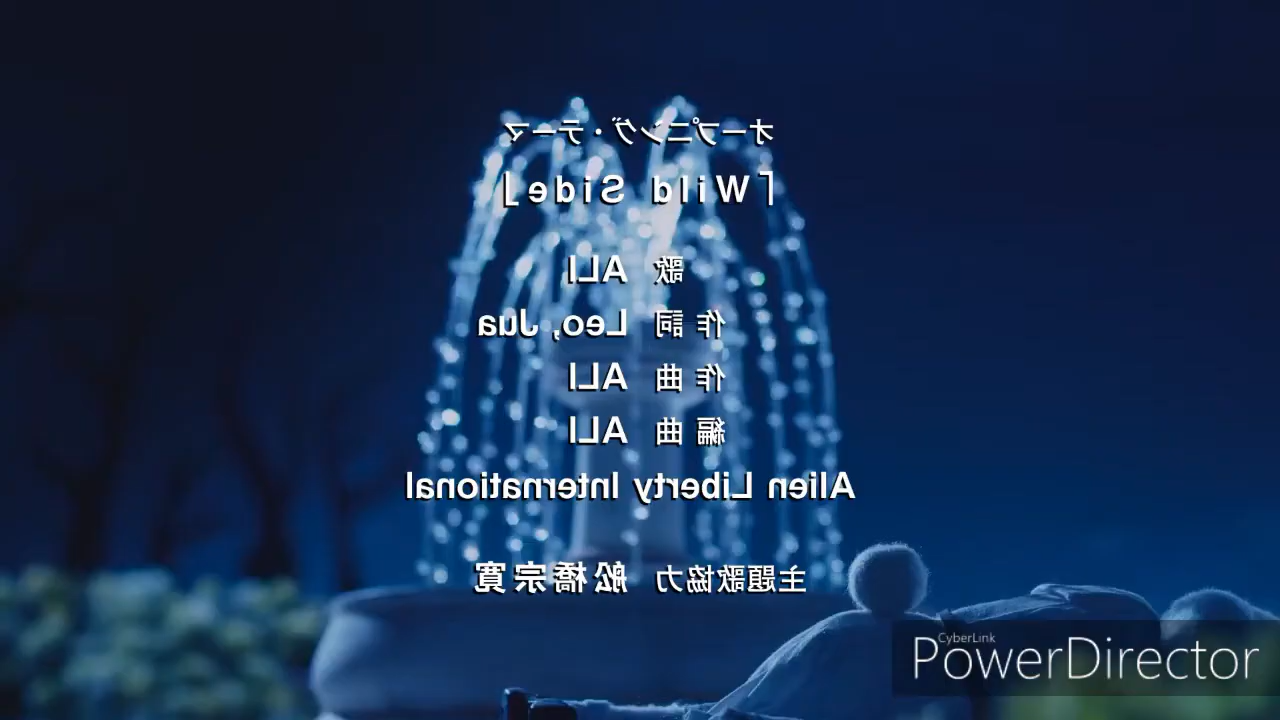 オープニング・テーマ
「Wild Side」
歌 ALI
作詞 Leo, Jua
作曲 ALI
編曲 ALI
Alien Liberty International
主題歌協力 舩橋宗寛
CyberLink
PowerDirector